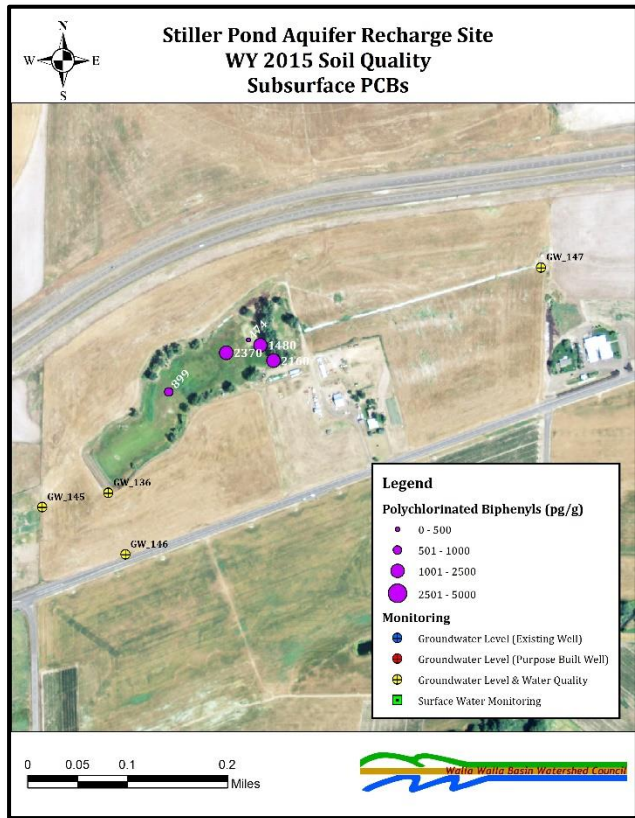 N
W E
S
Stiller Pond Aquifer Recharge Site
WY 2015 Soil Quality
Subsurface PCBs
GW_147
1480
2370
899
GW_136
GW_145
GW_146
Legend
Polychlorinated Biphenyls (pg/g)
0 - 500
501 - 1000
1001 - 2500
2501 - 5000
Monitoring
Groundwater Level (Existing Well)
Groundwater Level (Purpose Built Well)
Groundwater Level & Water Quality
Surface Water Monitoring
0 0.05 0.1 0.2
Miles
Walla Walla Basin Watershed Council